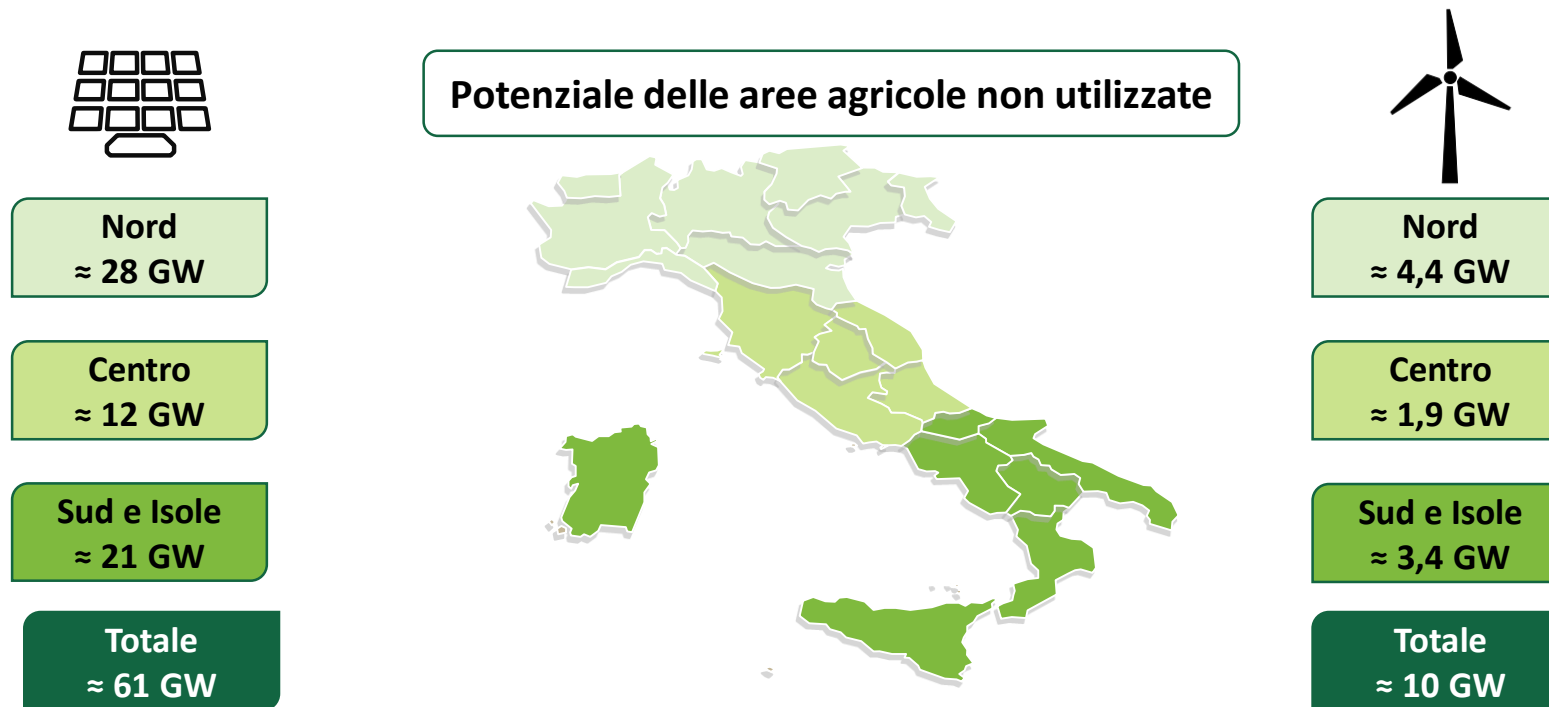 Potenziale delle aree agricole non utilizzate
Nord
≈ 28 GW
Centro
≈ 12 GW
Sud e Isole
≈ 21 GW
Totale
≈ 61 GW
Nord
≈ 4,4 GW
Centro
≈ 1,9 GW
Sud e Isole
≈ 3,4 GW
Totale
≈ 10 GW